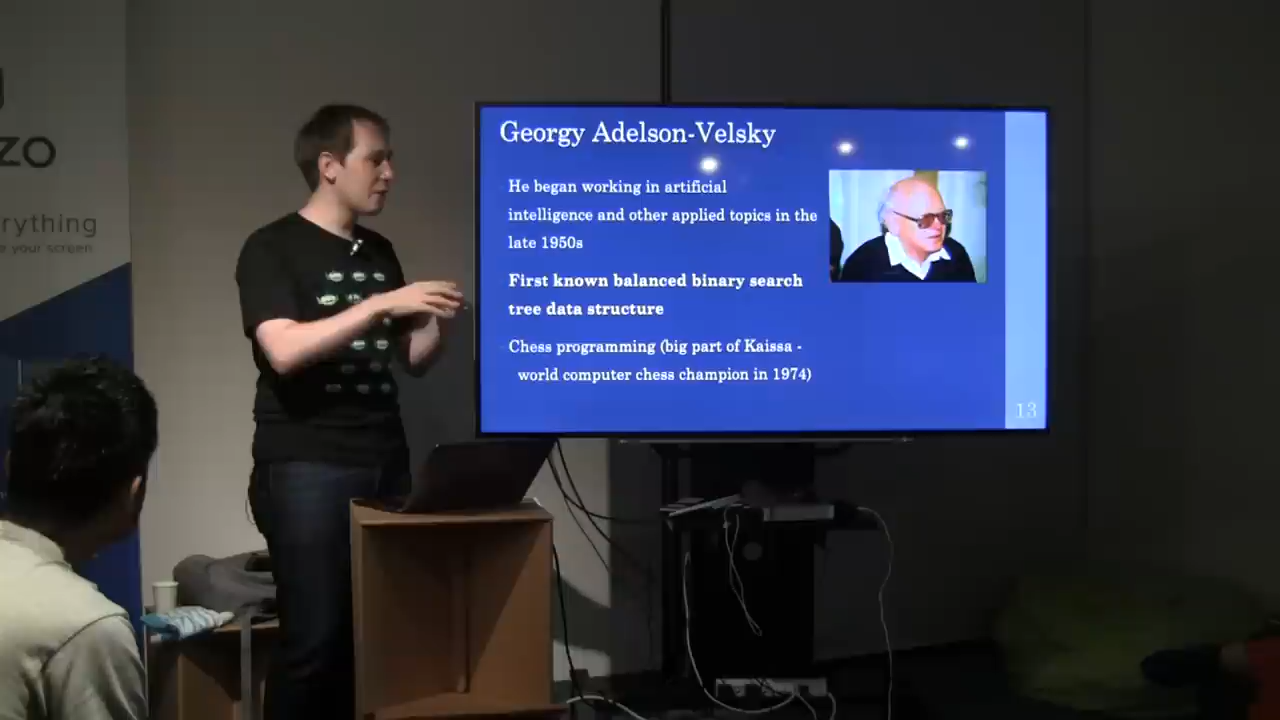 zo
rything
your screen
Georgy Adelson-Velsky
He began working in artificial
intelligence and other applied topics in the
late 1950s
First known balanced binary search
tree data structure
Chess programming (big part of Kaissa -
world computer chess champion in 1974)
13